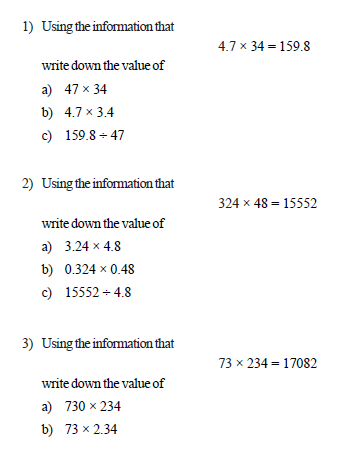 1) Using the information that
4.7 × 34 = 159.8
write down the value of
a) 47 × 34
b) 4.7 × 3.4
c) 159.8 ÷ 47
2) Using the information that
324 × 48 = 15552
write down the value of
a) 3.24 × 4.8
b) 0.324 × 0.48
c) 15552 ÷ 4.8
3) Using the information that
73 × 234 = 17082
write down the value of
a) 730 × 234
b) 73 × 2.34